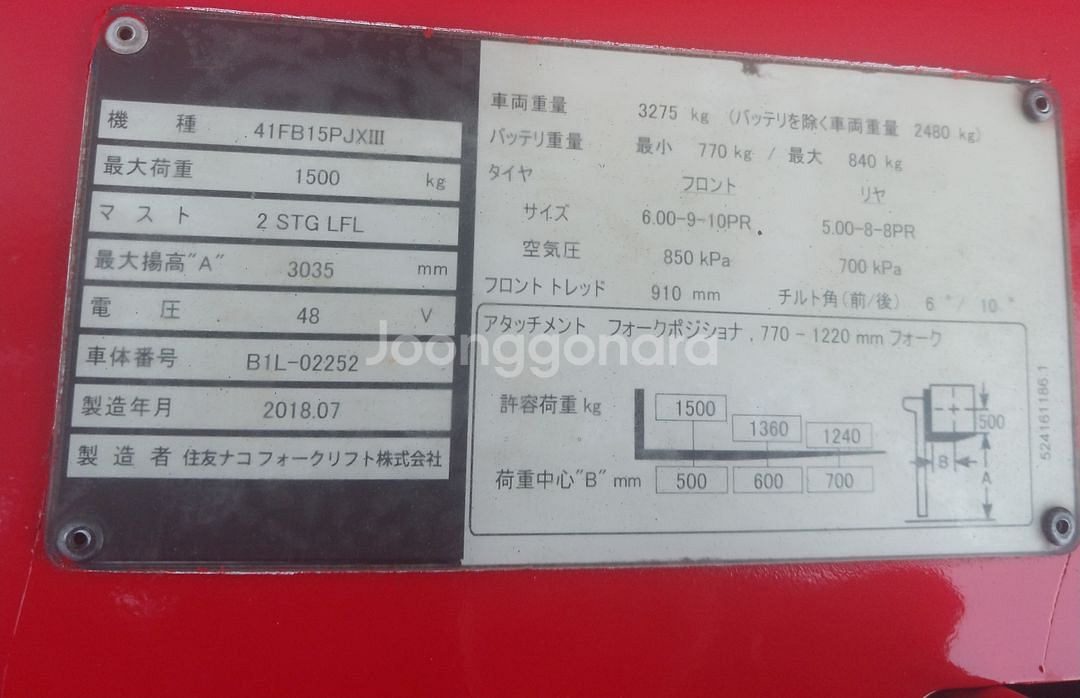 機 種 41FB15PJXⅢ
最大荷重 1500 kg
マスト 2 STG LFL
最大揚高"A" 3035 mm
電 圧 48 V
車体番号 B1L-02252
製造年月 2018.07
製造者 住友ナコ フォークリフト株式会社
車両重量 3275 kg (バッテリを除く車両重量 2480 kg)
バッテリ重量 最小 770 kg / 最大 840 kg
タイヤ フロント リヤ
サイズ 6.00-9-10PR 5.00-8-8PR
空気圧 850 kPa 700 kPa
フロント トレッド 910 mm チルト角(前/後) 6 °/ 10 °
アタッチメント フォークポジショナ , 770 - 1220 mm フォーク
許容荷重 kg 1500 1360 1240
荷重中心"B" mm 500 600 700
500
B
A
524161186.1
Joonggonara